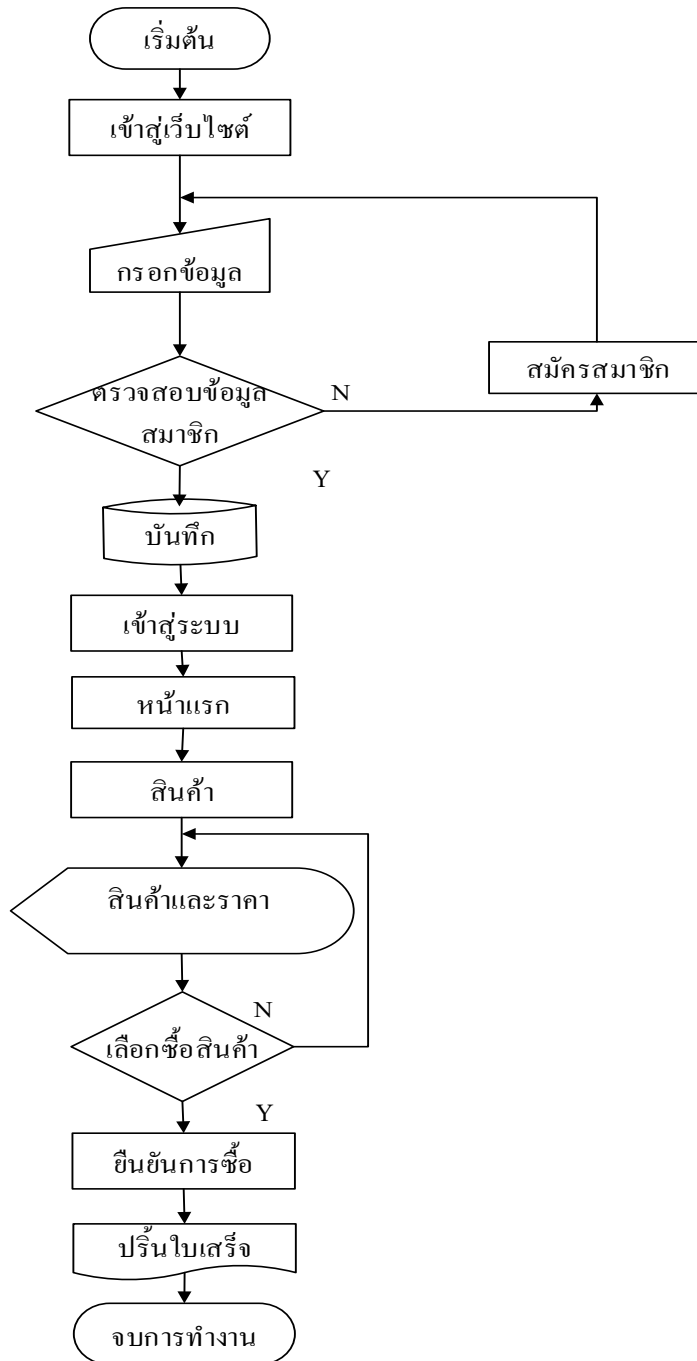 เริ่มต้น
เข้าสู่เว็บไซต์
กรอกข้อมูล
สมัครสมาชิก
ตรวจสอบข้อมูล
สมาชิก
N
Y
บันทึก
เข้าสู่ระบบ
หน้าแรก
สินค้า
สินค้าและราคา
N
เลือกซื้อสินค้า
Y
ยืนยันการซื้อ
ปริ้นใบเสร็จ
จบการทำงาน